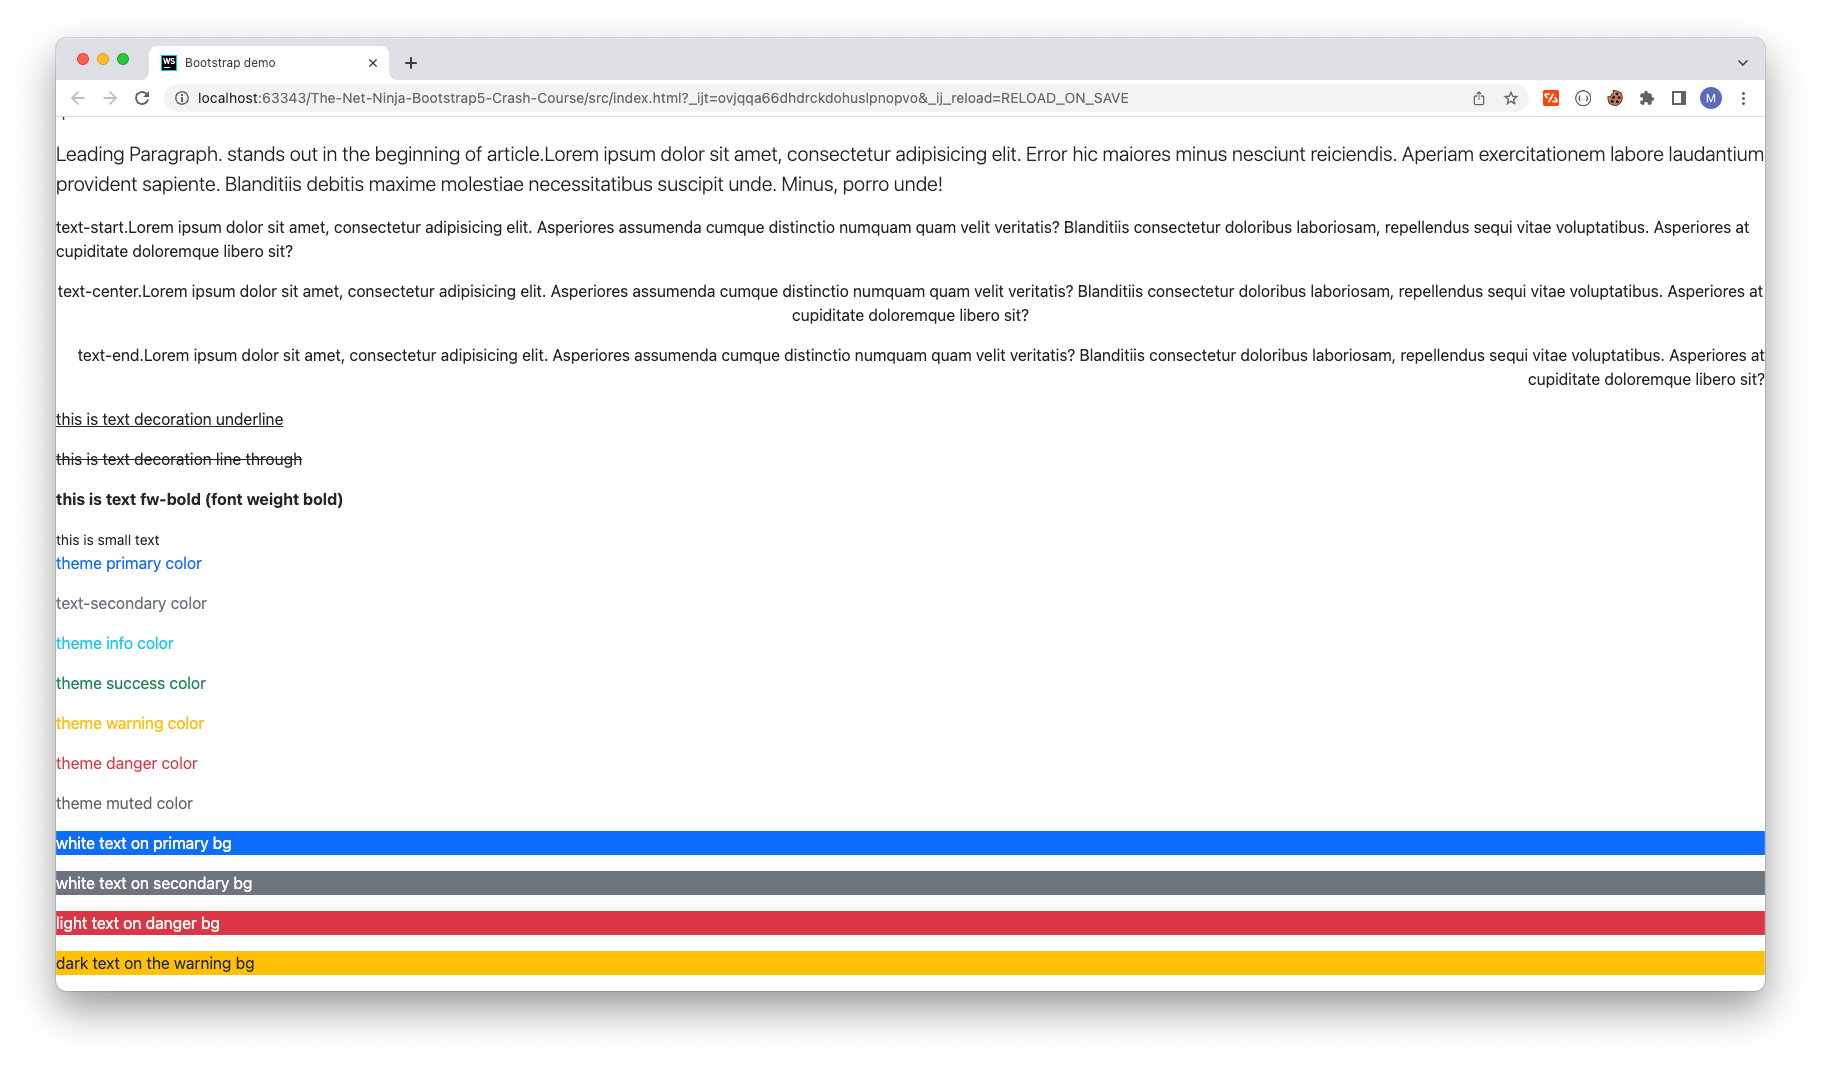 WS
Bootstrap demo
localhost:63343/The-Net-Ninja-Bootstrap5-Crash-Course/src/index.html?_ijt=ovjqqa66dhdrckdohuslpnopvo&_ij_reload=RELOAD_ON_SAVE
M
Leading Paragraph. stands out in the beginning of article.Lorem ipsum dolor sit amet, consectetur adipisicing elit. Error hic maiores minus nesciunt reiciendis. Aperiam exercitationem labore laudantium
provident sapiente. Blanditiis debitis maxime molestiae necessitatibus suscipit unde. Minus, porro unde!
text-start.Lorem ipsum dolor sit amet, consectetur adipisicing elit. Asperiores assumenda cumque distinctio numquam quam velit veritatis? Blanditiis consectetur doloribus laboriosam, repellendus sequi vitae voluptatibus. Asperiores at
cupiditate doloremque libero sit?
text-center.Lorem ipsum dolor sit amet, consectetur adipisicing elit. Asperiores assumenda cumque distinctio numquam quam velit veritatis? Blanditiis consectetur doloribus laboriosam, repellendus sequi vitae voluptatibus. Asperiores at
cupiditate doloremque libero sit?
text-end.Lorem ipsum dolor sit amet, consectetur adipisicing elit. Asperiores assumenda cumque distinctio numquam quam velit veritatis? Blanditiis consectetur doloribus laboriosam, repellendus sequi vitae voluptatibus. Asperiores at
cupiditate doloremque libero sit?
this is text decoration underline
this is text decoration line through
this is text fw-bold (font weight bold)
this is small text
theme primary color
text-secondary color
theme info color
theme success color
theme warning color
theme danger color
theme muted color
white text on primary bg
white text on secondary bg
light text on danger bg
dark text on the warning bg